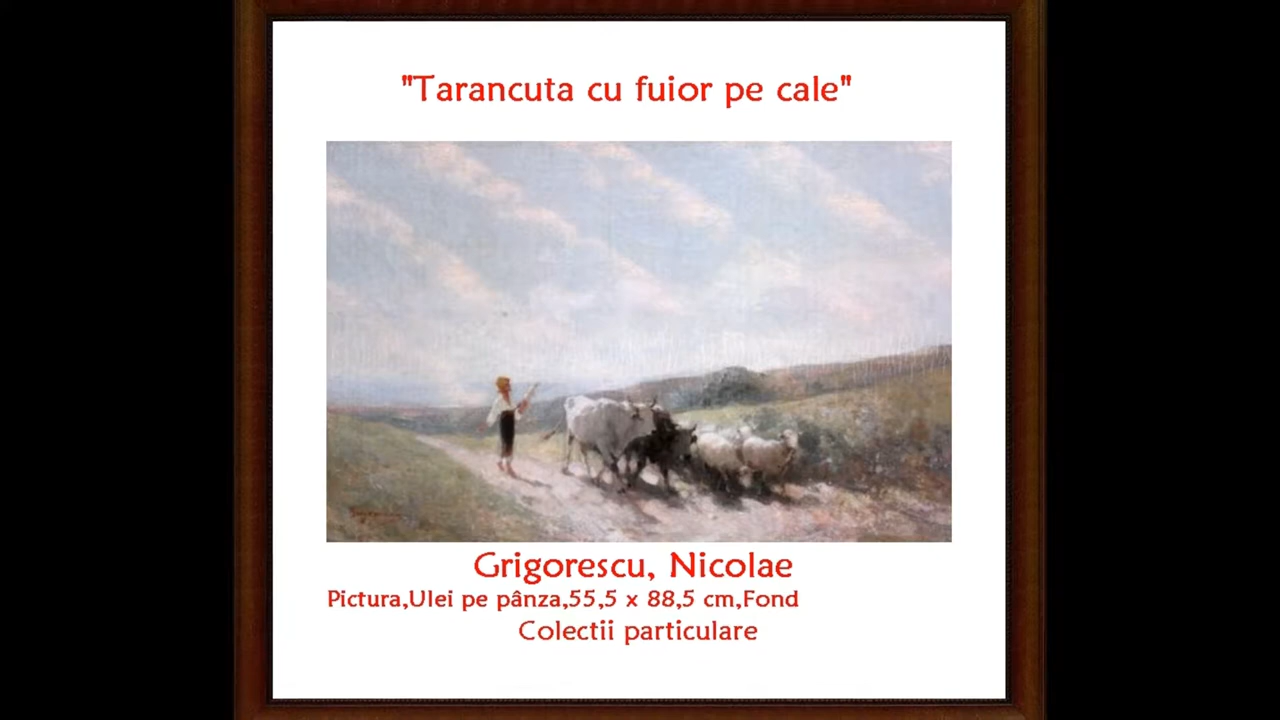 "Tarancuta cu fuior pe cale"
Grigorescu, Nicolae
Pictura,Ulei pe pânza,55,5 x 88,5 cm,Fond
Colectii particulare